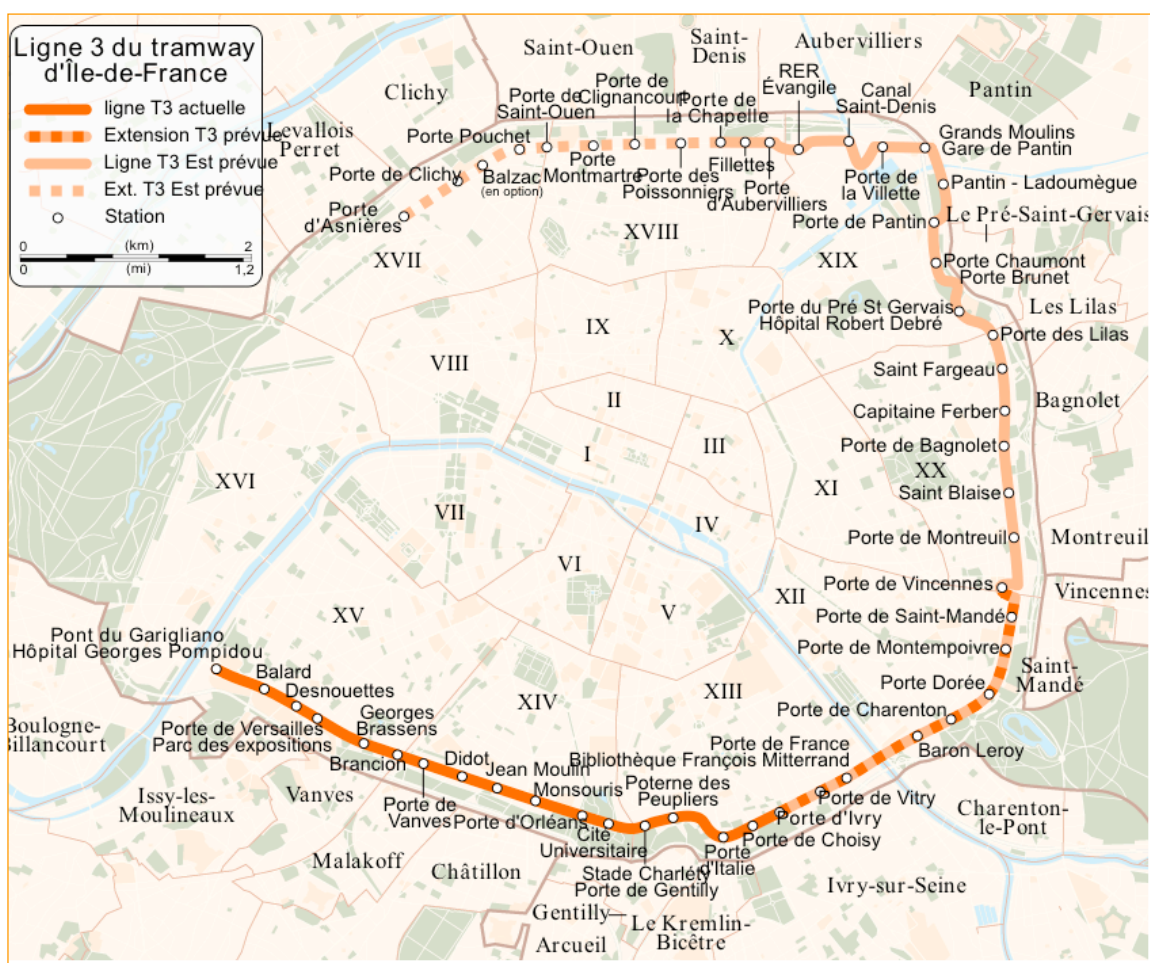 Ligne 3 du tramway
d'Île-de-France
ligne T3 actuelle
Extension T3 prévue
Ligne T3 Est prévue
Ext. T3 Est prévue
Station
0 (km) 2
0 (mi) 1,2
Saint-Ouen
Saint-
Denis
Aubervilliers
Clichy
Pantin
Levallois
Perret
Porte de
Clignancourt
Porte de
Saint-Ouen
Porte de
la Chapelle
RER
Évangile
Canal
Saint-Denis
Grands Moulins
Gare de Pantin
Porte Pouchet
Porte de Clichy
Balzac
(en option)
Porte
Montmartre
Porte des
Poissonniers
Fillettes
Porte
d'Aubervilliers
Porte de
la Villette
Pantin - Ladoumègue
Porte
d'Asnières
Porte de Pantin
Le Pré-Saint-Gervais
XVII
XVIII
XIX
Porte Chaumont
Porte Brunet
Porte du Pré St Gervais
Hôpital Robert Debré
Les Lilas
Porte des Lilas
IX
X
VIII
Saint Fargeau
II
Bagnolet
Capitaine Ferber
III
I
Porte de Bagnolet
XX
XVI
XI
Saint Blaise
VII
IV
Porte de Montreuil
Montreuil
VI
Porte de Vincennes
Vincennes
XII
V
XV
Porte de Saint-Mandé
Pont du Garigliano
Hôpital Georges Pompidou
Porte de Montempoivre
Saint-
Mandé
Balard
Desnouettes
Porte Dorée
XIV
XIII
Porte de Charenton
Georges
Brassens
Boulogne-
Billancourt
Porte de Versailles
Parc des expositions
Baron Leroy
Porte de France
Bibliothèque François Mitterrand
Brancion
Didot
Jean Moulin
Monsouris
Poterne des
Peupliers
Issy-les-
Moulineaux
Vanves
Porte de
Vanves
Porte d'Orléans
Porte de Vitry
Porte d'Ivry
Porte de Choisy
Charenton-
le-Pont
Cité
Universitaire
Porte
d'Italie
Malakoff
Châtillon
Stade Charléty
Porte de Gentilly
Ivry-sur-Seine
Gentilly
Arcueil
Le Kremlin-
Bicêtre